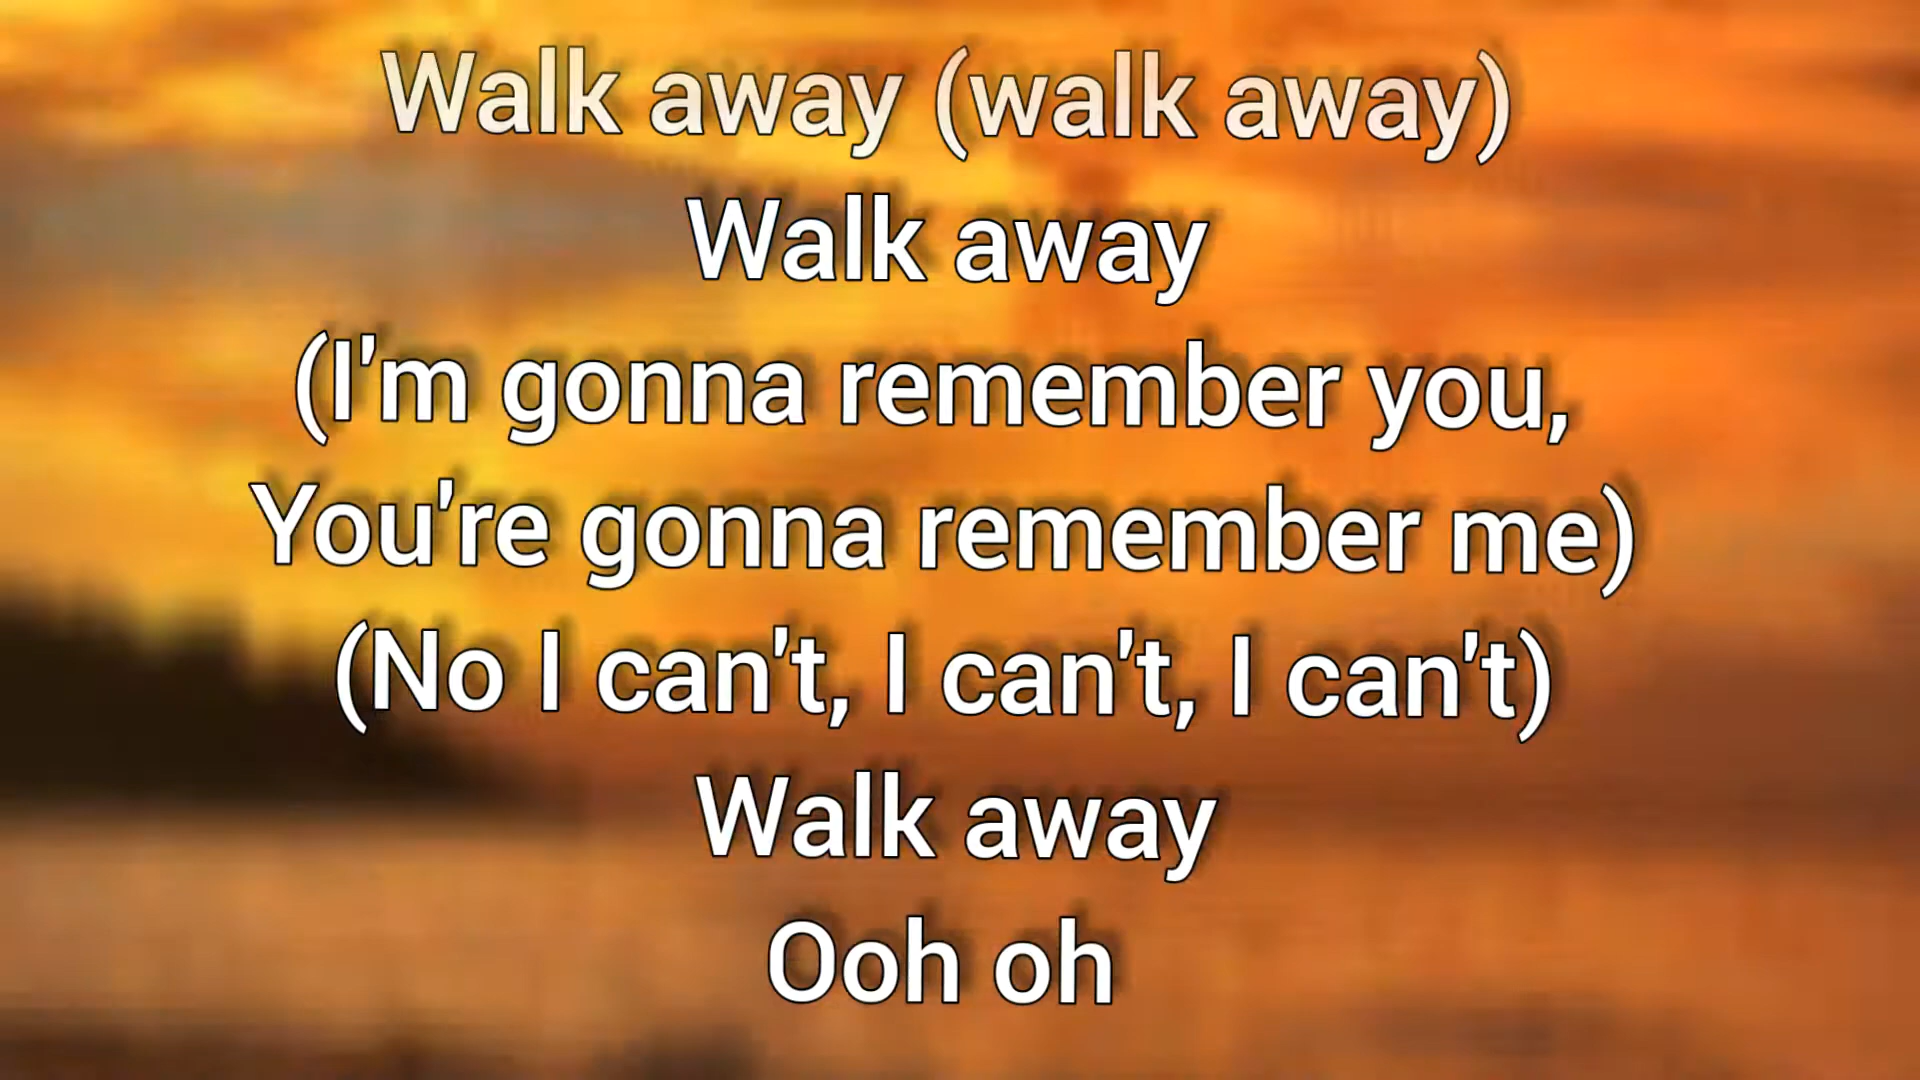 Walk away (walk away)
Walk away
(I'm gonna remember you,
You're gonna remember me)
(No I can't, I can't, I can't)
Walk away
Ooh oh